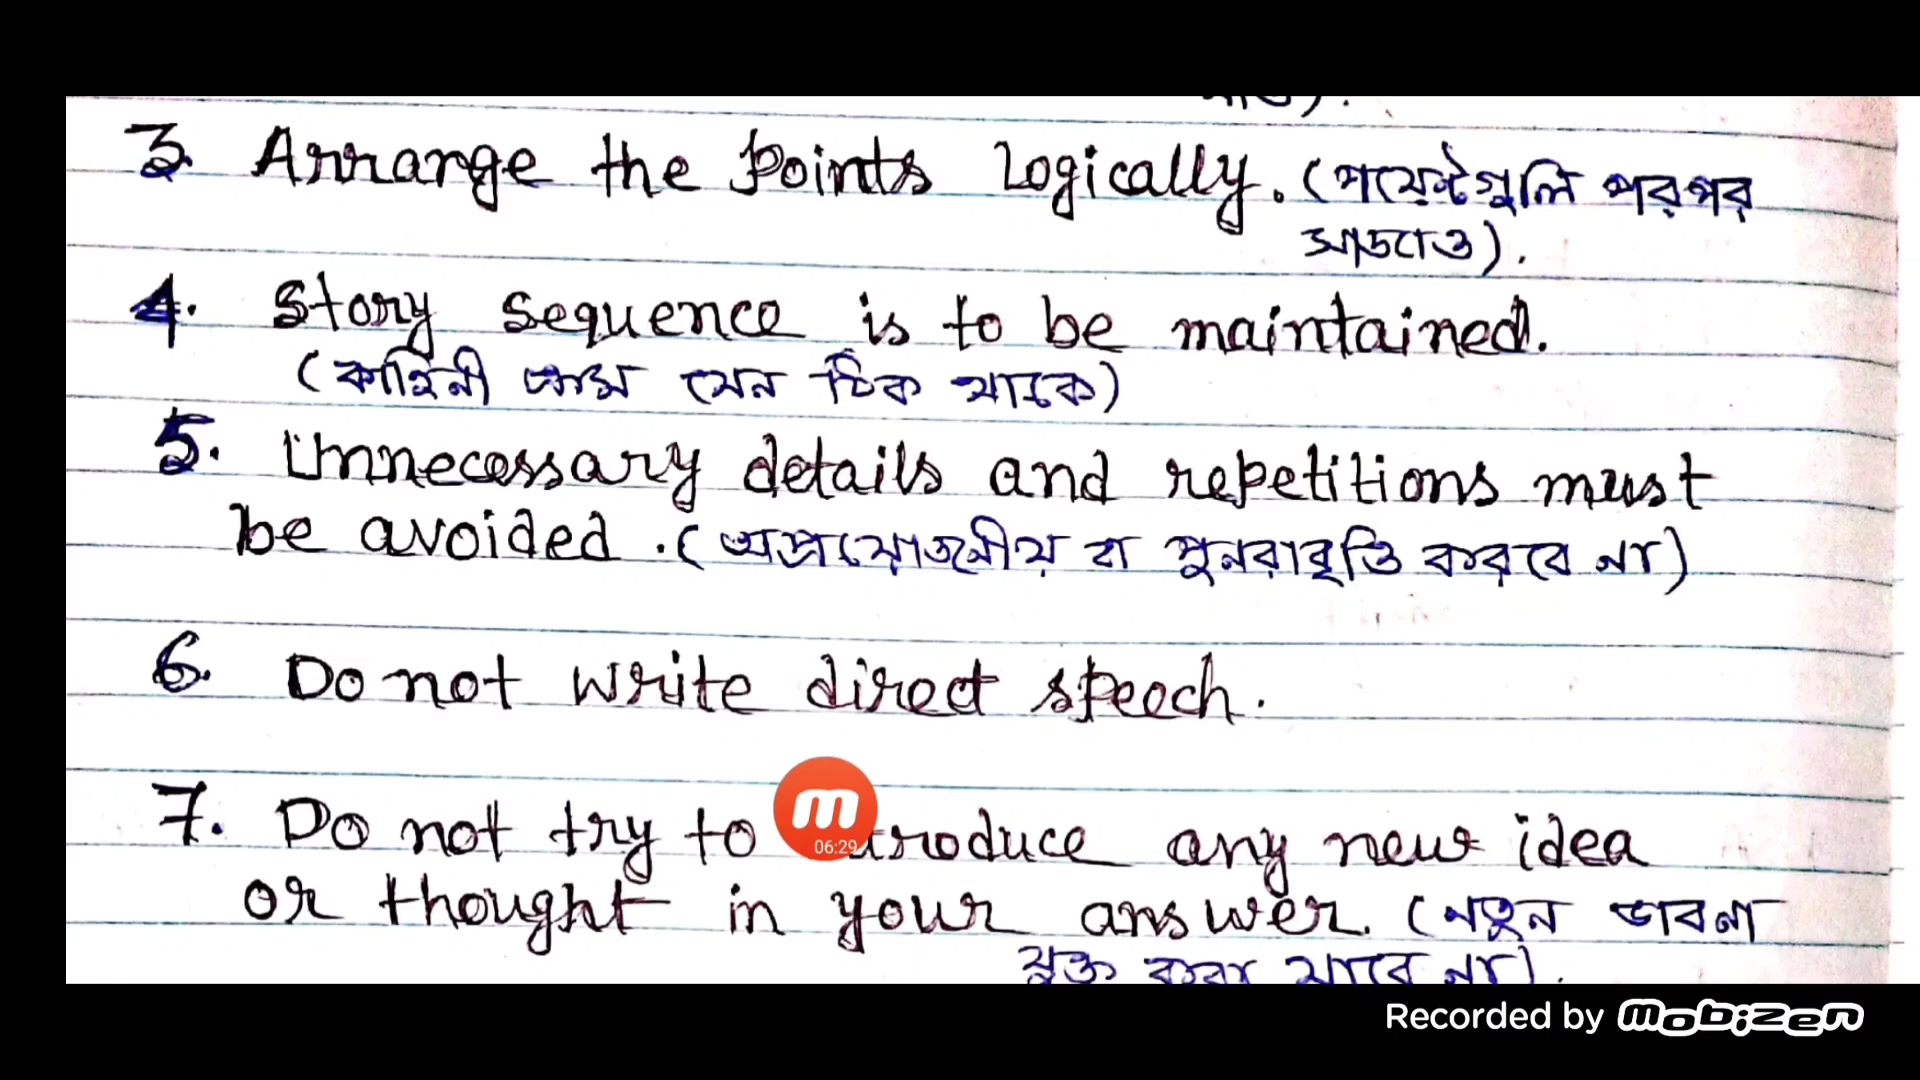 3. Arrange the points logically. (পয়েন্টগুলি পরপর
সাজাও).
4. Story sequence is to be maintained.
(কাহিনী ক্রম যেন ঠিক থাকে)
5. Unnecessary details and repetitions must
be avoided. (অপ্রয়োজনীয় বা পুনরাবৃত্তি করবে না)
6. Do not write direct speech.
7. Do not try to any new idea
06:29
or thought in your answer. (নতুন ভাবনা
যুক্ত করা যাবে না).
Recorded by mobizen